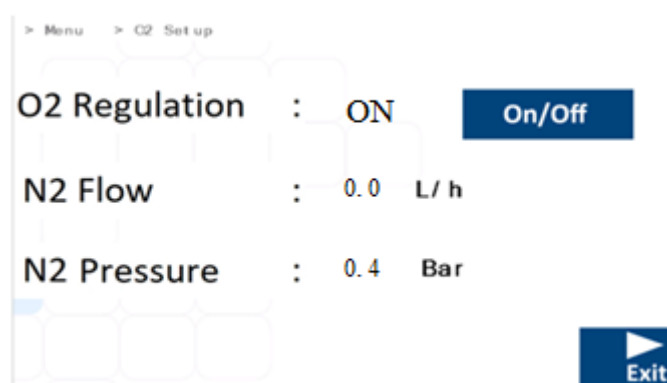 > Menu > O2 Set up
O2 Regulation : ON On/Off
N2 Flow : 0.0 L/ h
N2 Pressure : 0.4 Bar
Exit